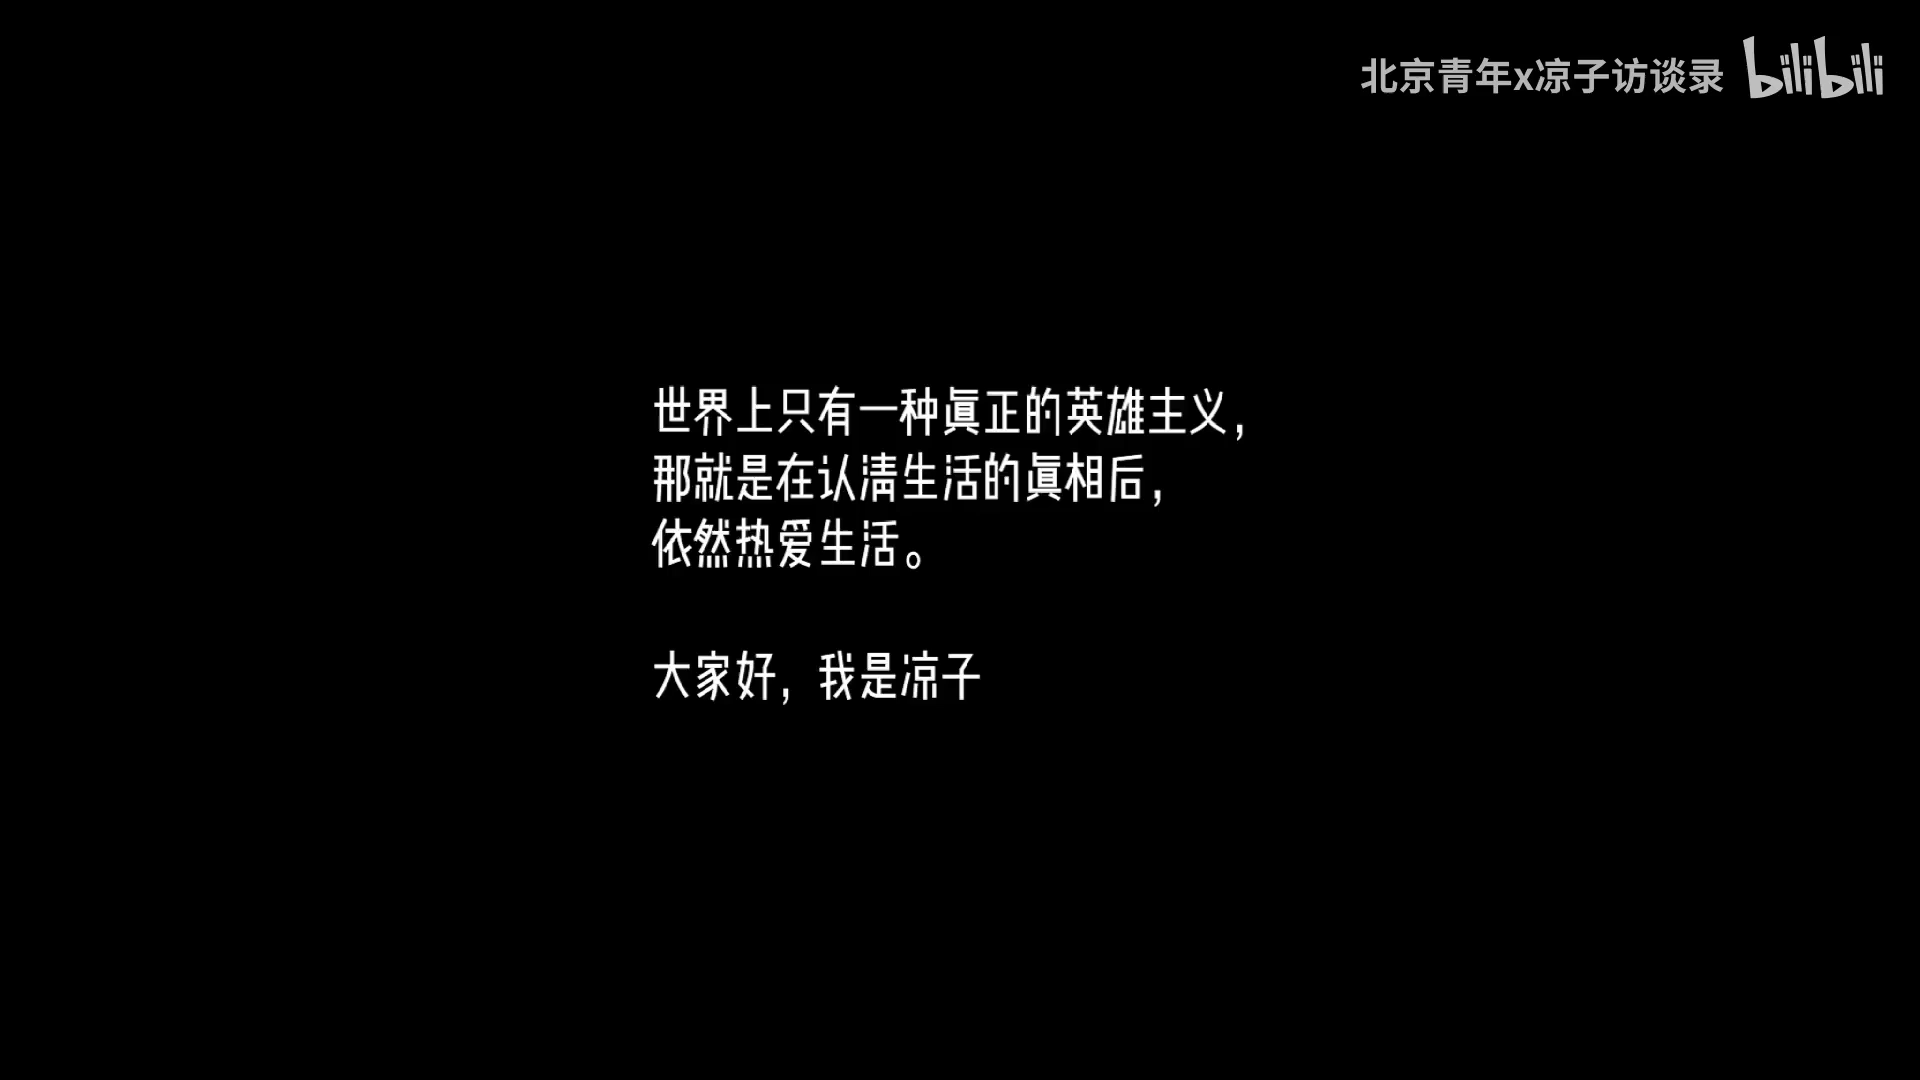 北京青年x凉子访谈录 bilibili
世界上只有一种眞正的英雄主义，
那就是在认清生活的眞相后，
依然热爱生活。
大家好，我是凉子